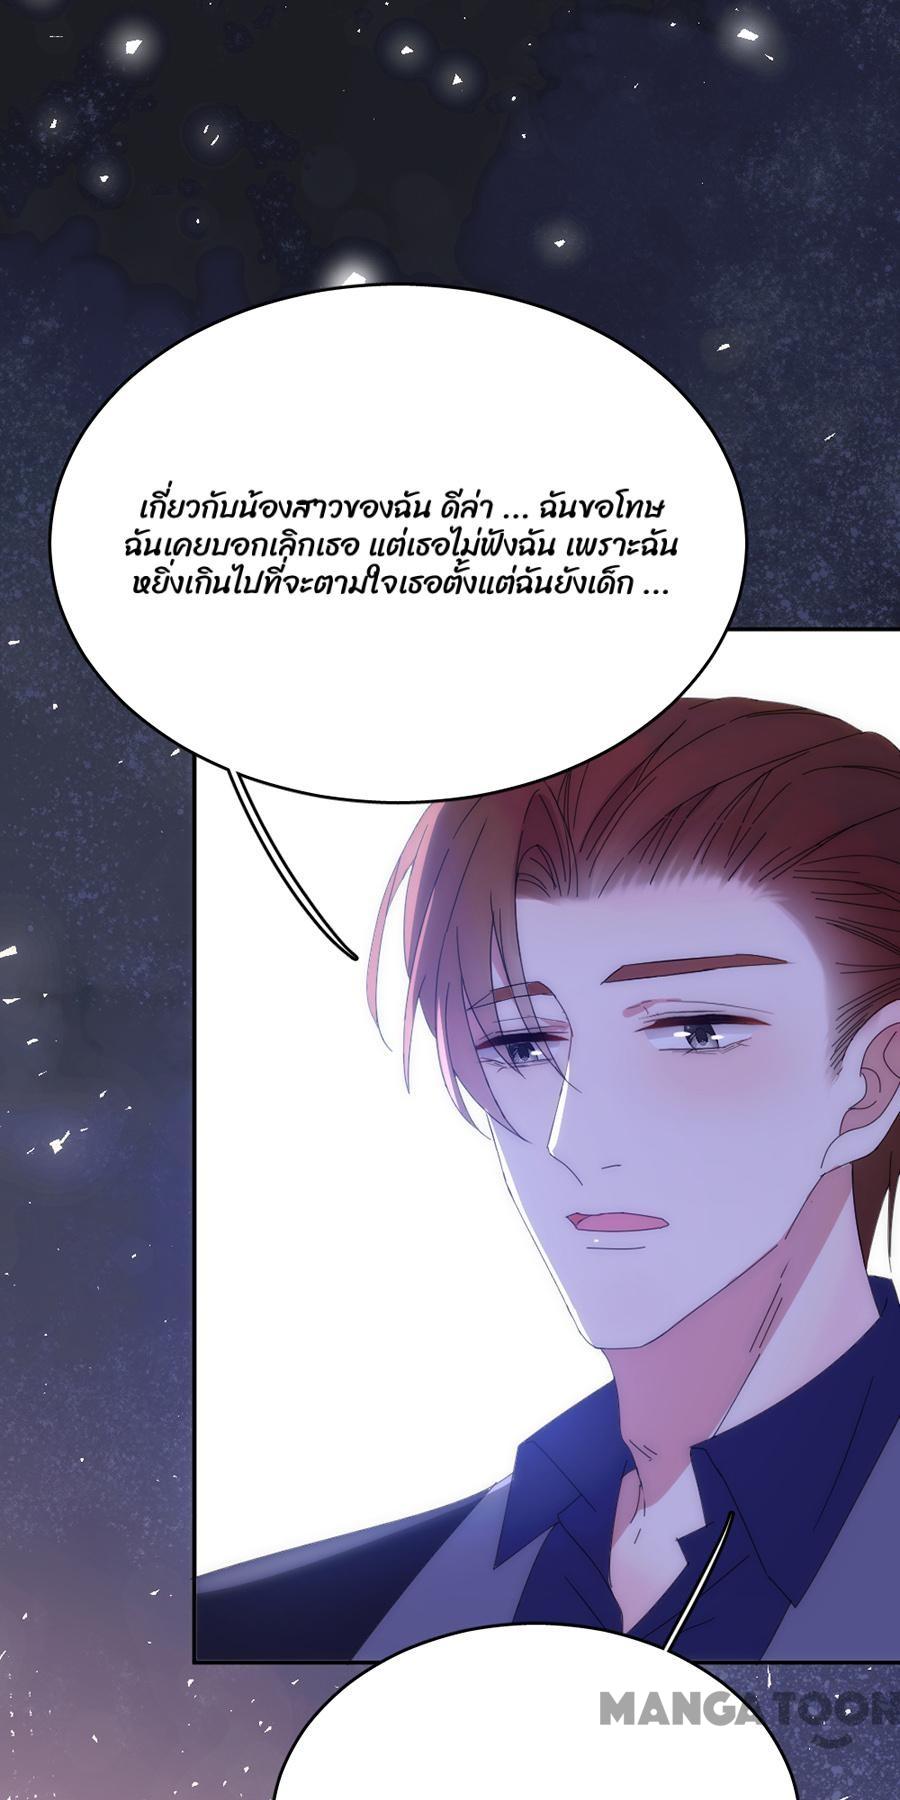 เกี่ยวกับน้องสาวของฉัน ดีล่า ... ฉันขอโทษ
ฉันเคยบอกเลิกเธอ แต่เธอไม่ฟังฉัน เพราะฉัน
หยิ่งเกินไปที่จะตามใจเธอตั้งแต่ฉันยังเด็ก ...
MANGATOON